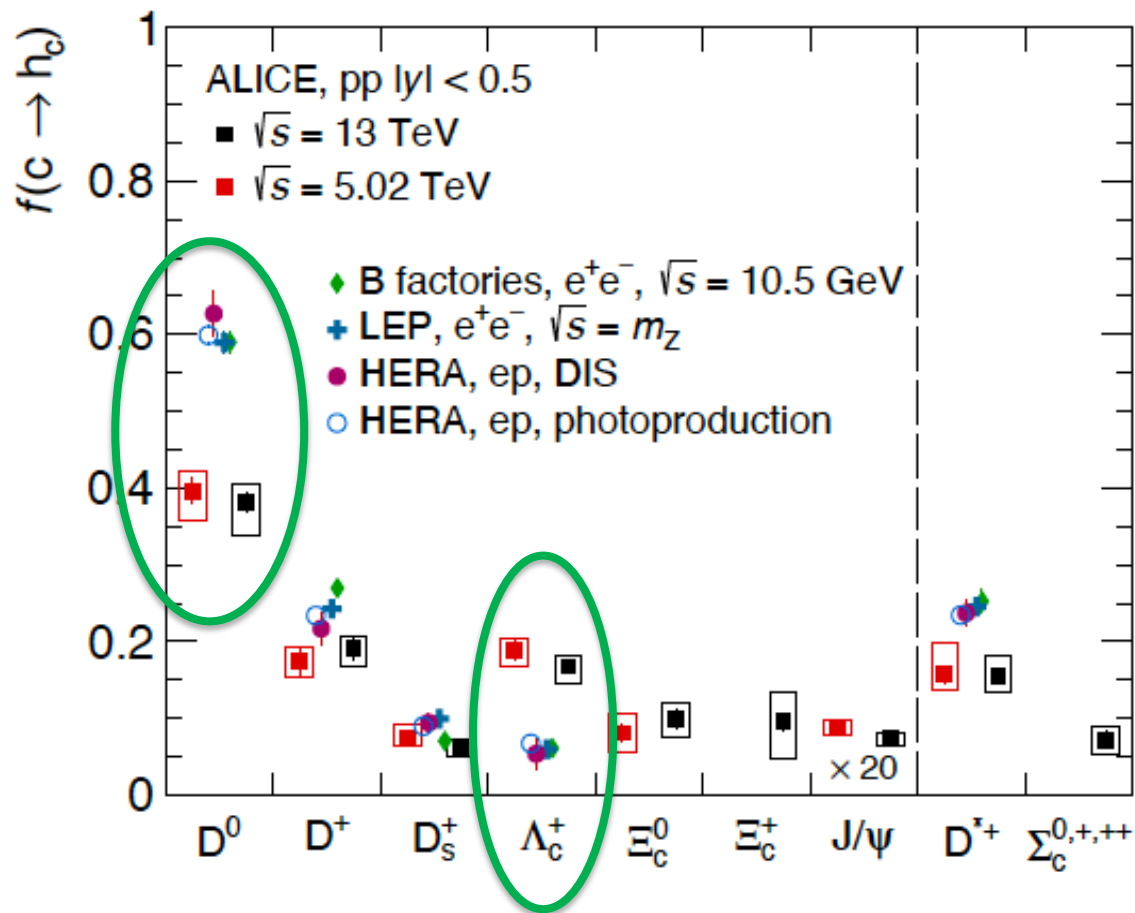 f(c → h_c)
1
0.8
0.6
0.4
0.2
0
ALICE, pp |y| < 0.5
√s = 13 TeV
√s = 5.02 TeV
B factories, e⁺e⁻, √s = 10.5 GeV
LEP, e⁺e⁻, √s = m_Z
HERA, ep, DIS
HERA, ep, photoproduction
× 20
D⁰ D⁺ D_s⁺ Λ_c⁺ Ξ_c⁰ Ξ_c⁺ J/ψ D*⁺ Σ_c⁰,⁺,⁺⁺